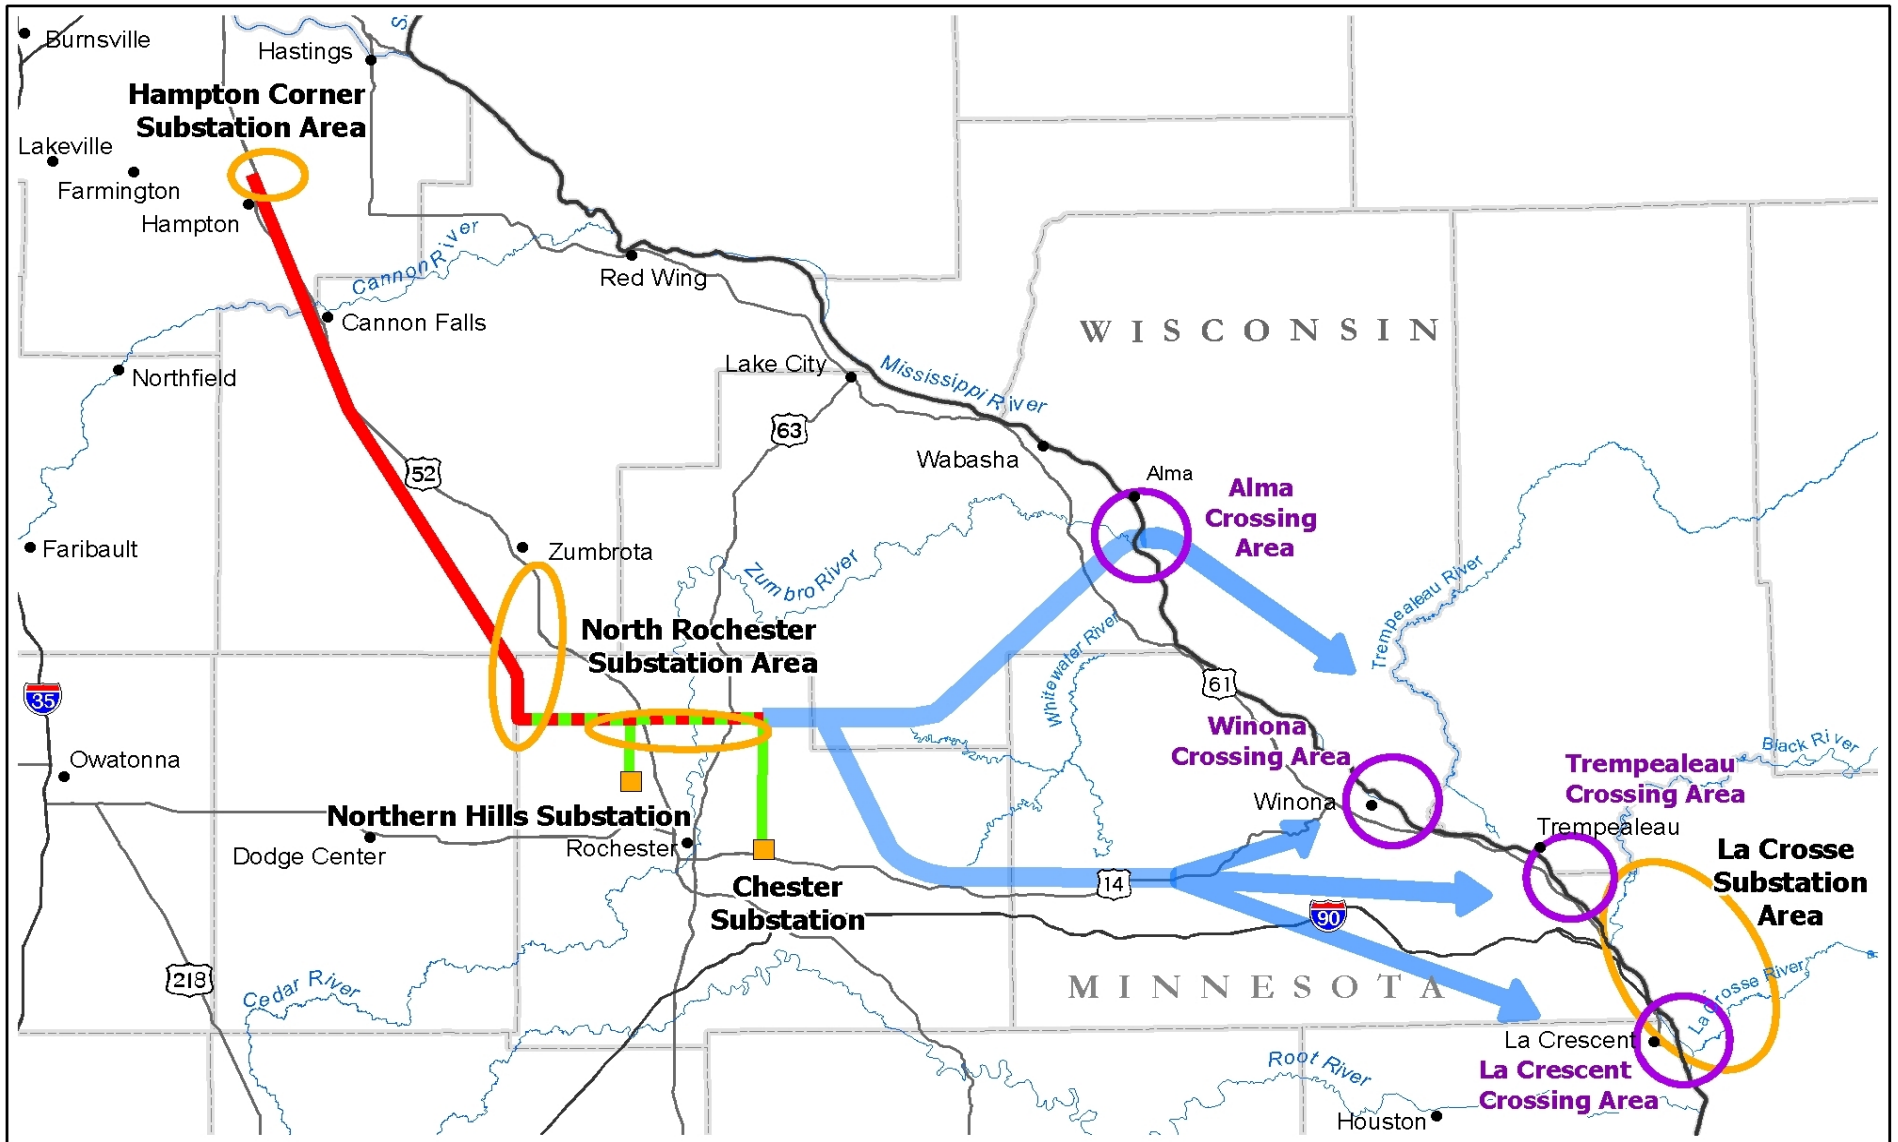 Burnsville
Hastings
S
Hampton Corner
Substation Area
Lakeville
Farmington
Hampton
Cannon River
Red Wing
Cannon Falls
WISCONSIN
Northfield
Lake City
Mississippi River
63
52
Wabasha
Alma
Alma
Crossing
Area
Faribault
Zumbrota
Zumbro River
Trempealeau River
North Rochester
Substation Area
Whitewater River
35
61
Winona
Crossing Area
Black River
Owatonna
Trempealeau
Crossing Area
Winona
Northern Hills Substation
Trempealeau
Dodge Center
Rochester
La Crosse
Substation
Area
14
Chester
Substation
90
218
Cedar River
MINNESOTA
La Crosse River
La Crescent
Root River
La Crescent
Crossing Area
Houston